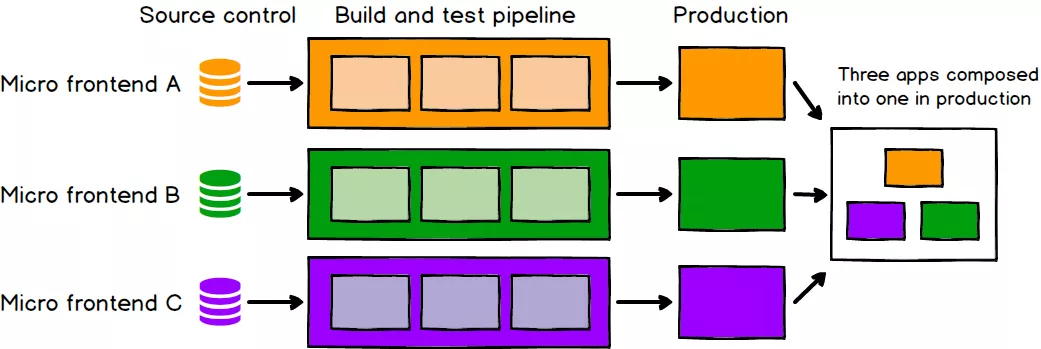 Source control
Build and test pipeline
Production
Micro frontend A
Three apps composed
into one in production
Micro frontend B
Micro frontend C